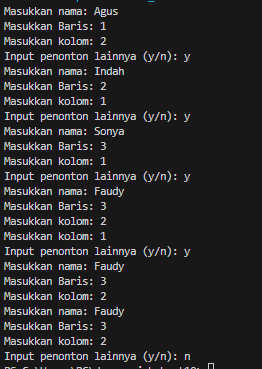 Masukkan nama: Agus
Masukkan Baris: 1
Masukkan kolom: 2
Input penonton lainnya (y/n): y
Masukkan nama: Indah
Masukkan Baris: 2
Masukkan kolom: 1
Input penonton lainnya (y/n): y
Masukkan nama: Sonya
Masukkan Baris: 3
Masukkan kolom: 1
Input penonton lainnya (y/n): y
Masukkan nama: Faudy
Masukkan Baris: 3
Masukkan kolom: 2
Masukkan kolom: 1
Input penonton lainnya (y/n): y
Masukkan nama: Faudy
Masukkan Baris: 3
Masukkan kolom: 2
Masukkan nama: Faudy
Masukkan Baris: 3
Masukkan kolom: 2
Input penonton lainnya (y/n): n